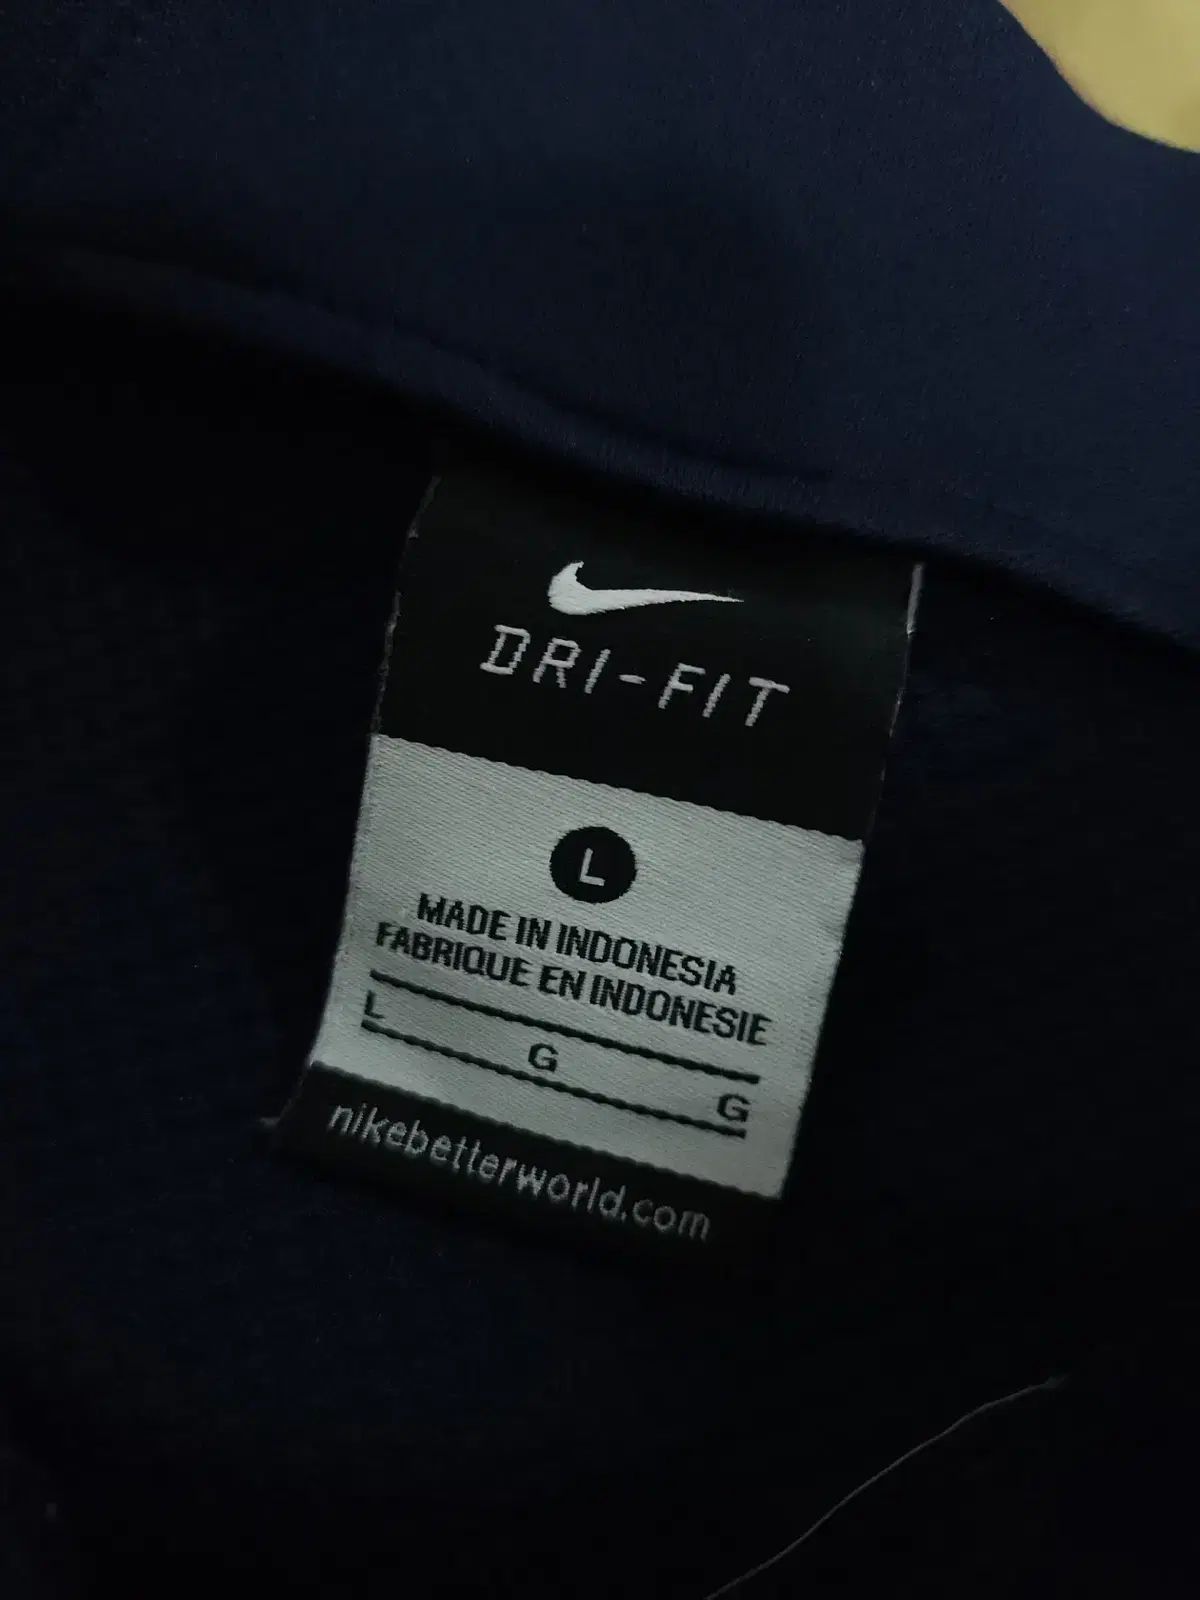 DRI-FIT
L
MADE IN INDONESIA
FABRIQUE EN INDONESIE
L G G
nikebetterworld.com